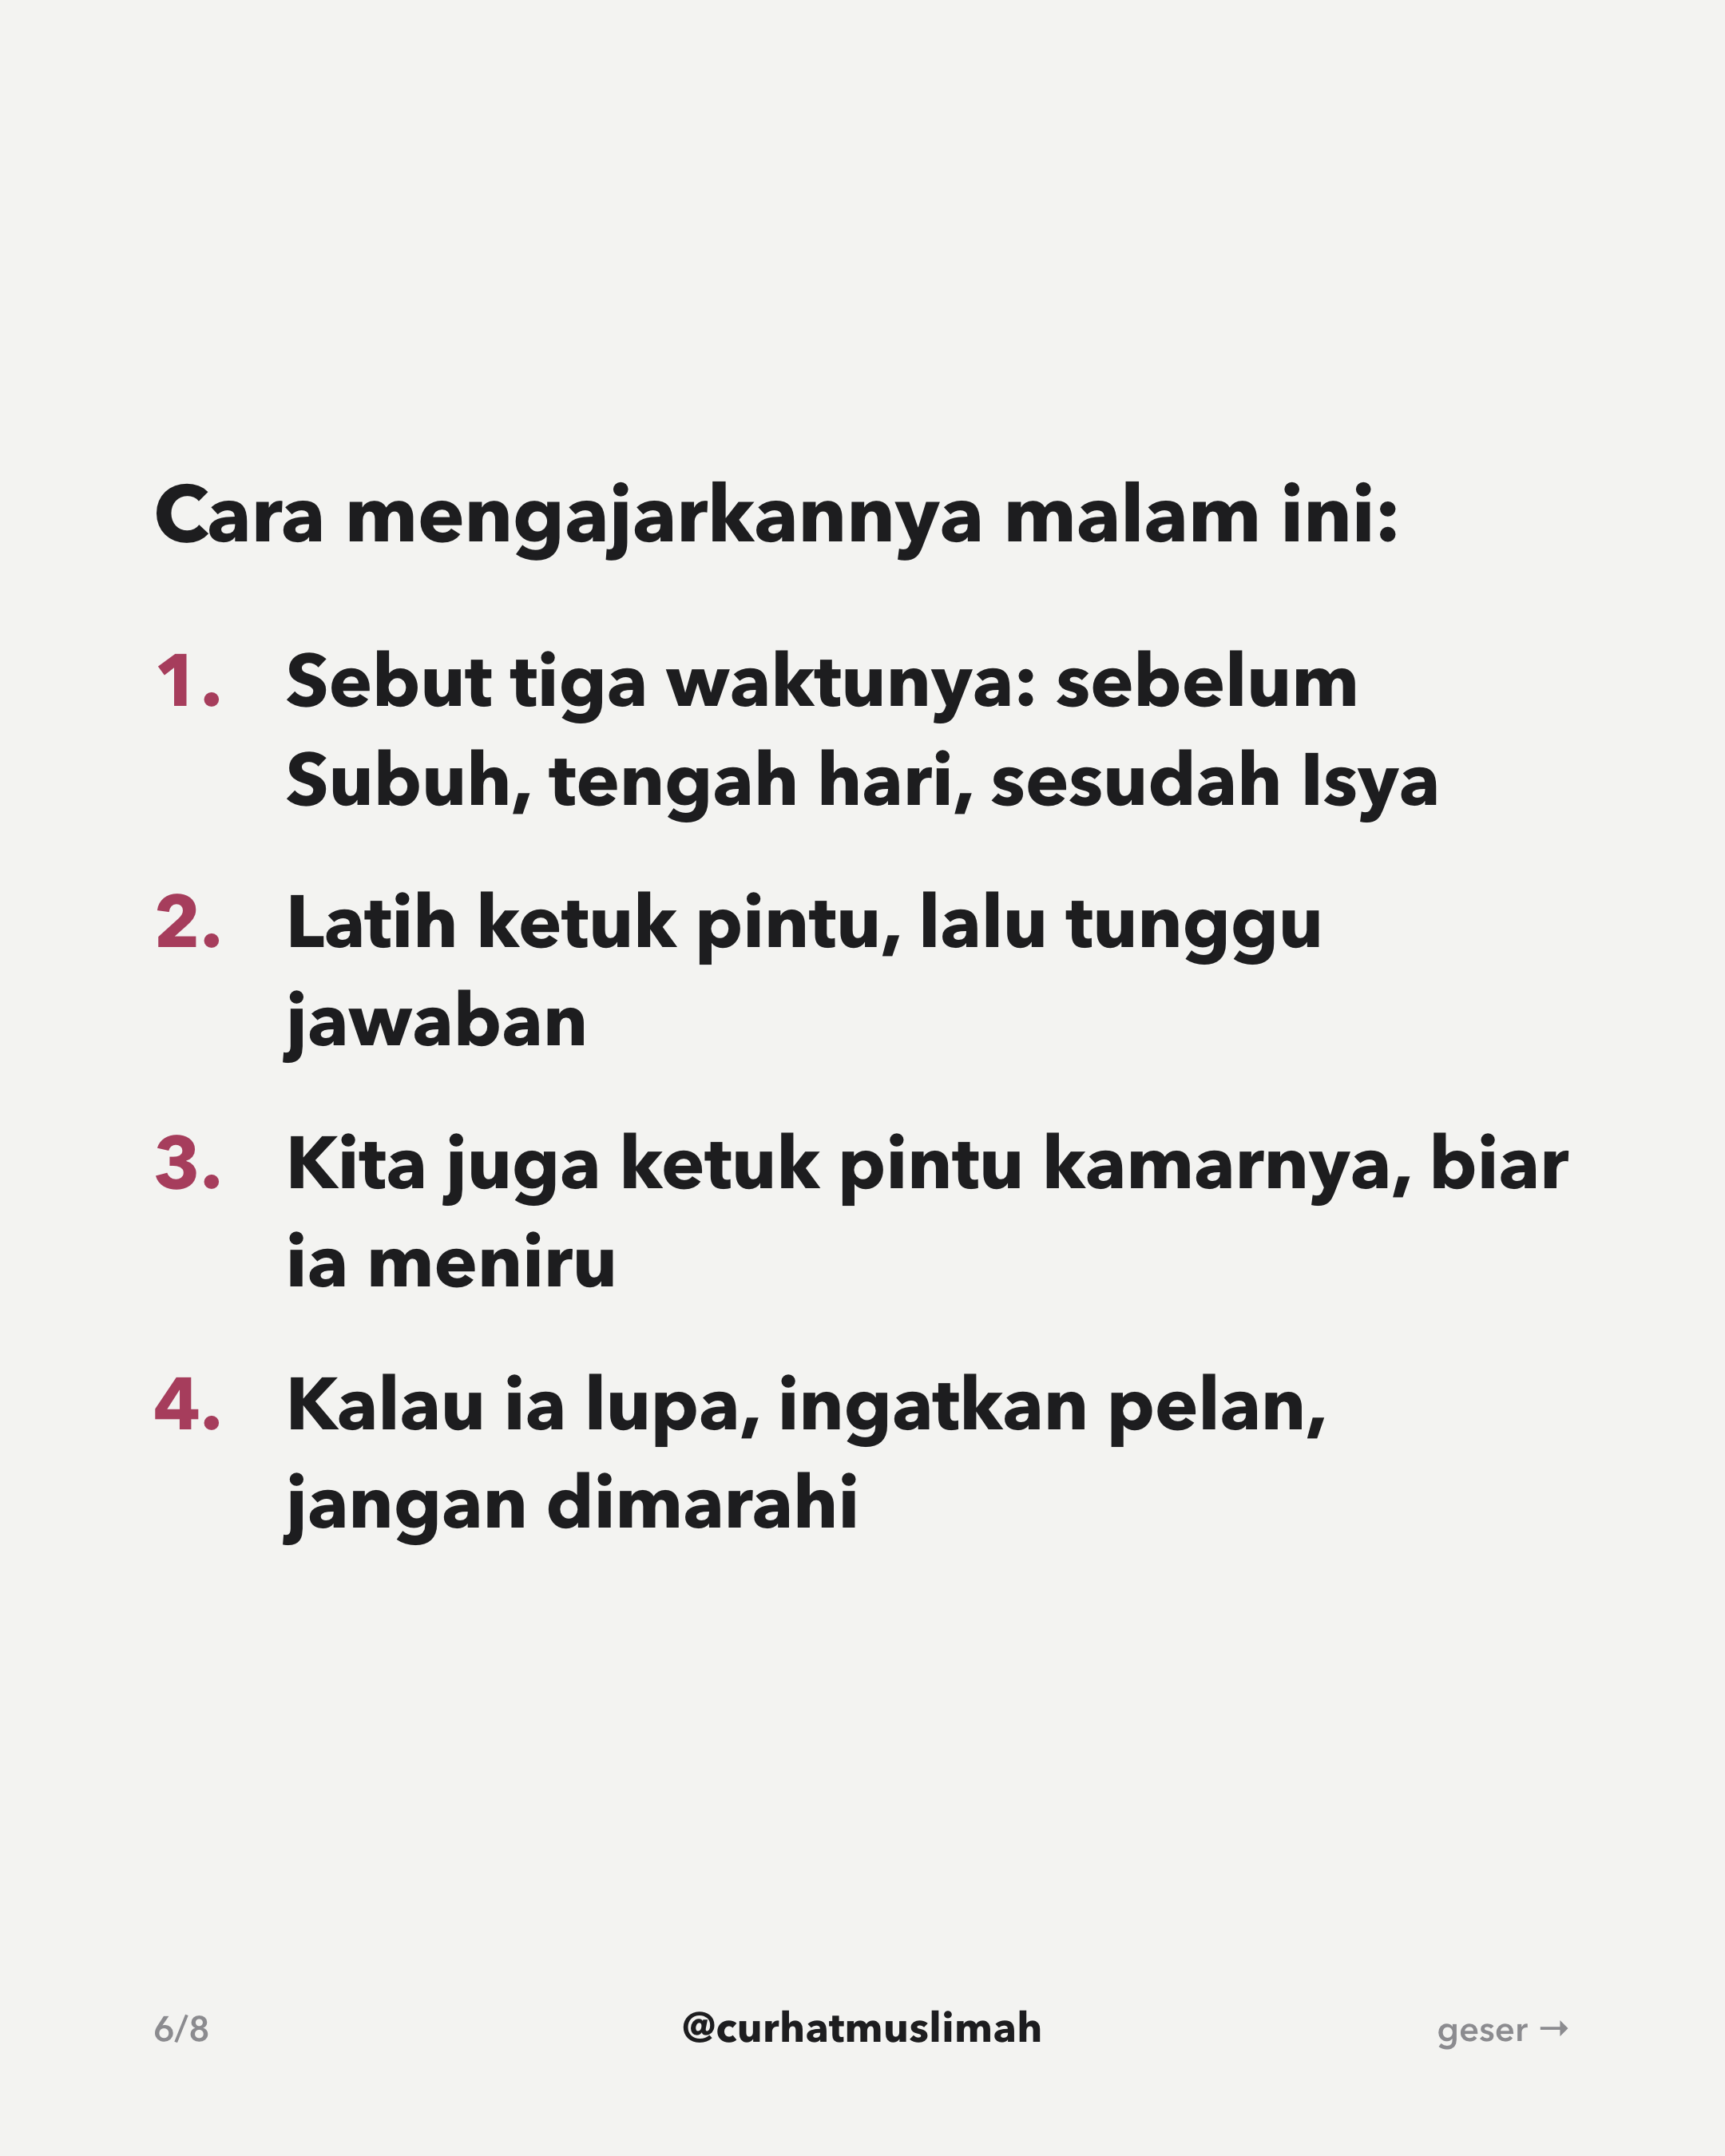 Cara mengajarkannya malam ini:
1. Sebut tiga waktunya: sebelum
Subuh, tengah hari, sesudah Isya
2. Latih ketuk pintu, lalu tunggu
jawaban
3. Kita juga ketuk pintu kamarnya, biar
ia meniru
4. Kalau ia lupa, ingatkan pelan,
jangan dimarahi
6/8 @curhatmuslimah geser →